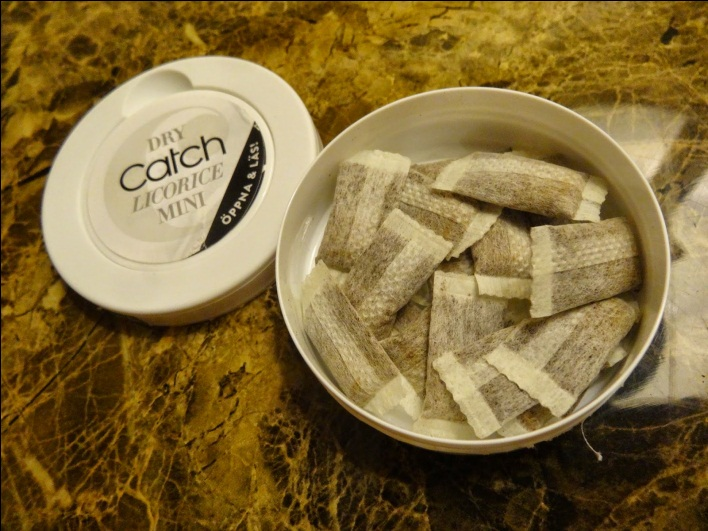 DRY
catch
LICORICE
MINI
ÖPPNA & LÄS!